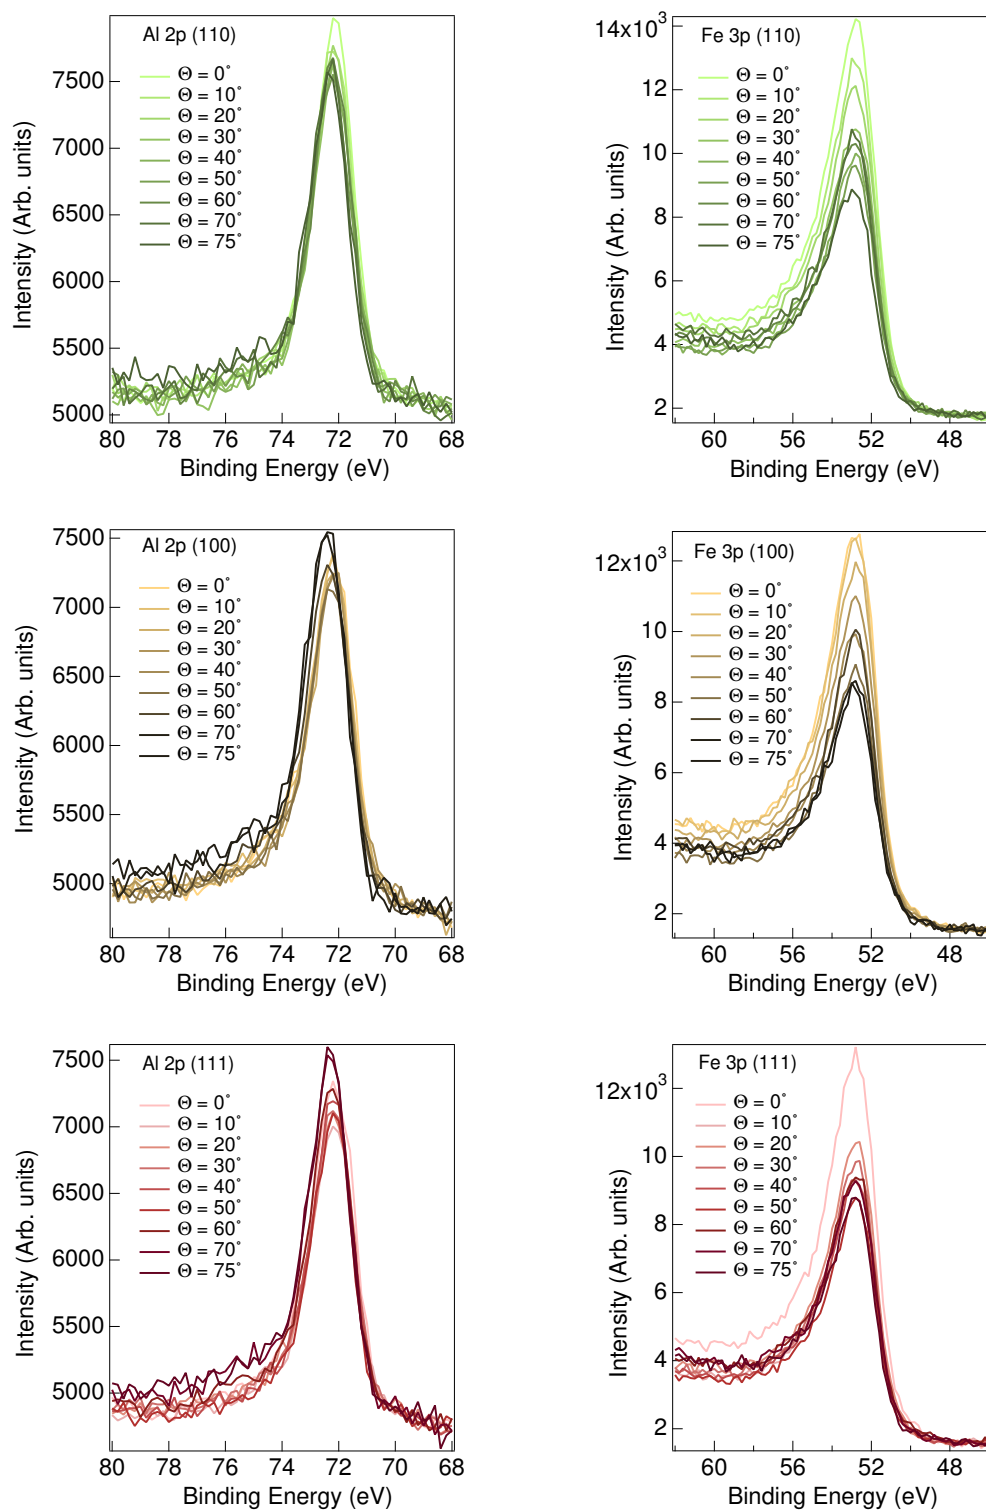 Al 2p (110)
Θ = 0°
Θ = 10°
Θ = 20°
Θ = 30°
Θ = 40°
Θ = 50°
Θ = 60°
Θ = 70°
Θ = 75°
7500
7000
6500
6000
5500
5000
Intensity (Arb. units)
80 78 76 74 72 70 68
Binding Energy (eV)
Fe 3p (110)
Θ = 0°
Θ = 10°
Θ = 20°
Θ = 30°
Θ = 40°
Θ = 50°
Θ = 60°
Θ = 70°
Θ = 75°
14×10³
12
10
8
6
4
2
Intensity (Arb. units)
60 56 52 48
Binding Energy (eV)
Al 2p (100)
Θ = 0°
Θ = 10°
Θ = 20°
Θ = 30°
Θ = 40°
Θ = 50°
Θ = 60°
Θ = 70°
Θ = 75°
7500
7000
6500
6000
5500
5000
Intensity (Arb. units)
80 78 76 74 72 70 68
Binding Energy (eV)
Fe 3p (100)
Θ = 0°
Θ = 10°
Θ = 20°
Θ = 30°
Θ = 40°
Θ = 50°
Θ = 60°
Θ = 70°
Θ = 75°
12×10³
10
8
6
4
2
Intensity (Arb. units)
60 56 52 48
Binding Energy (eV)
Al 2p (111)
Θ = 0°
Θ = 10°
Θ = 20°
Θ = 30°
Θ = 40°
Θ = 50°
Θ = 60°
Θ = 70°
Θ = 75°
7500
7000
6500
6000
5500
5000
Intensity (Arb. units)
80 78 76 74 72 70 68
Binding Energy (eV)
Fe 3p (111)
Θ = 0°
Θ = 10°
Θ = 20°
Θ = 30°
Θ = 40°
Θ = 50°
Θ = 60°
Θ = 70°
Θ = 75°
12×10³
10
8
6
4
2
Intensity (Arb. units)
60 56 52 48
Binding Energy (eV)